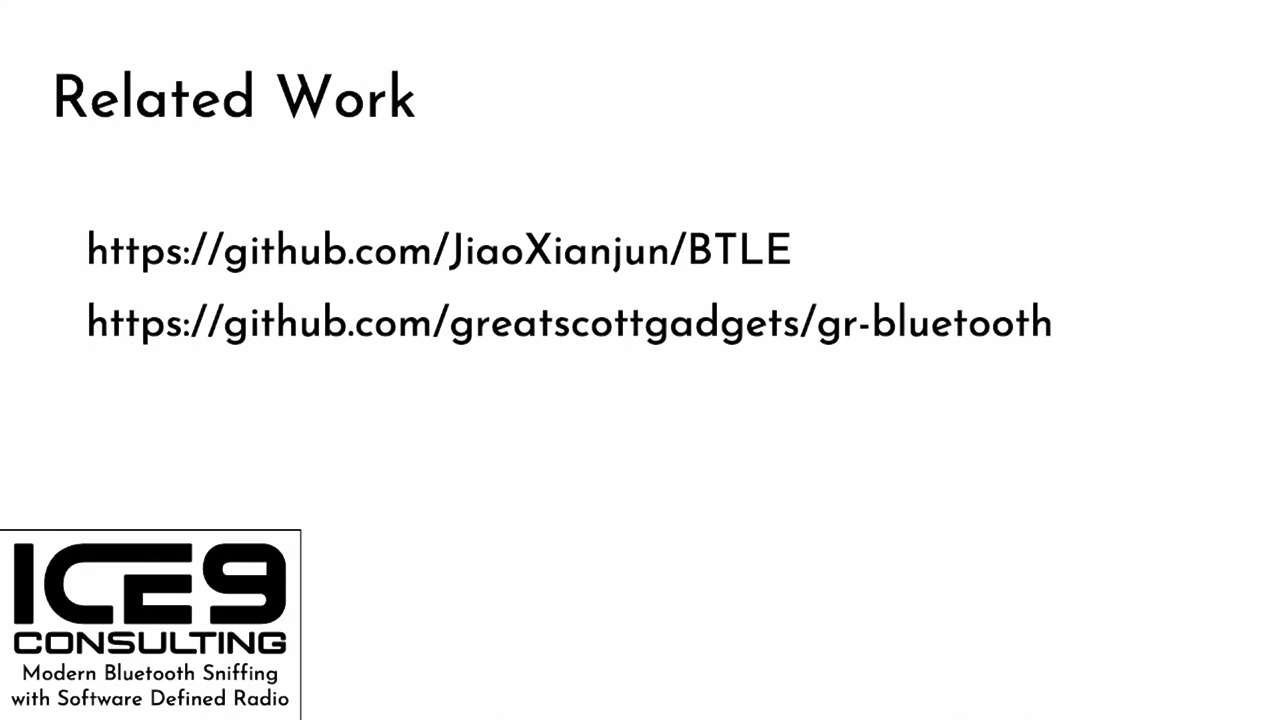 Related Work
https://github.com/JiaoXianjun/BTLE
https://github.com/greatscottgadgets/gr-bluetooth
ICE9
CONSULTING
Modern Bluetooth Sniffing
with Software Defined Radio